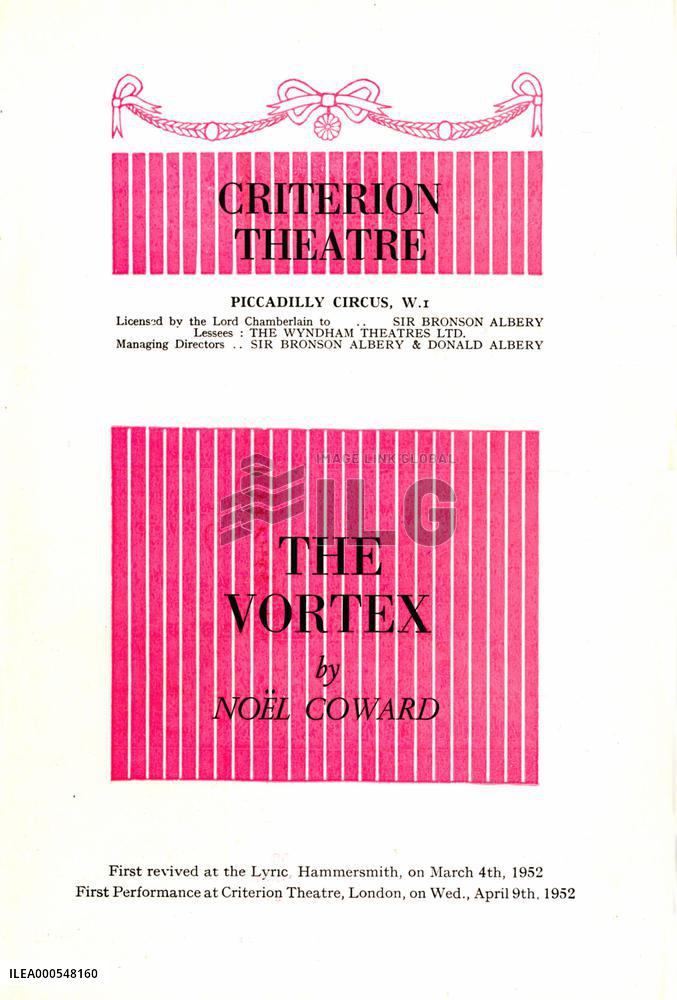 CRITERION
THEATRE
PICCADILLY CIRCUS, W.1
Licensed by the Lord Chamberlain to .. SIR BRONSON ALBERY
Lessees : THE WYNDHAM THEATRES LTD.
Managing Directors .. SIR BRONSON ALBERY & DONALD ALBERY
IMAGE LINK GLOBAL
ILG
THE
VORTEX
by
NOËL COWARD
First revived at the Lyric, Hammersmith, on March 4th, 1952
First Performance at Criterion Theatre, London, on Wed., April 9th, 1952
ILEA000548160